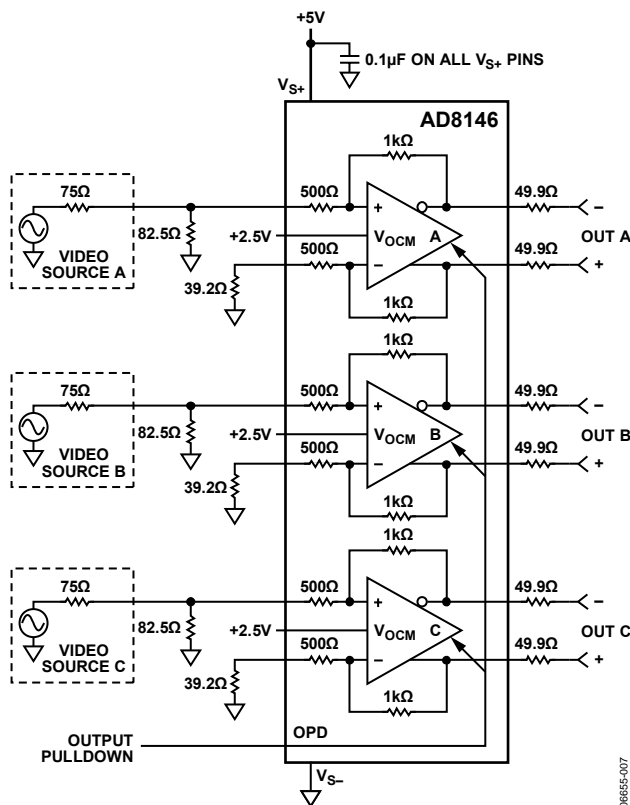 +5V
0.1µF ON ALL VS+ PINS
VS+
AD8146
1kΩ
75Ω
500Ω
49.9Ω
+
−
82.5Ω
+2.5V
VOCM
A
OUT A
VIDEO
SOURCE A
500Ω
49.9Ω
−
+
39.2Ω
1kΩ
1kΩ
75Ω
500Ω
49.9Ω
+
−
82.5Ω
+2.5V
VOCM
B
OUT B
VIDEO
SOURCE B
500Ω
49.9Ω
−
+
39.2Ω
1kΩ
1kΩ
75Ω
500Ω
49.9Ω
+
−
82.5Ω
+2.5V
VOCM
C
OUT C
VIDEO
SOURCE C
500Ω
49.9Ω
−
+
39.2Ω
1kΩ
OUTPUT
PULLDOWN
OPD
VS−
06655-007